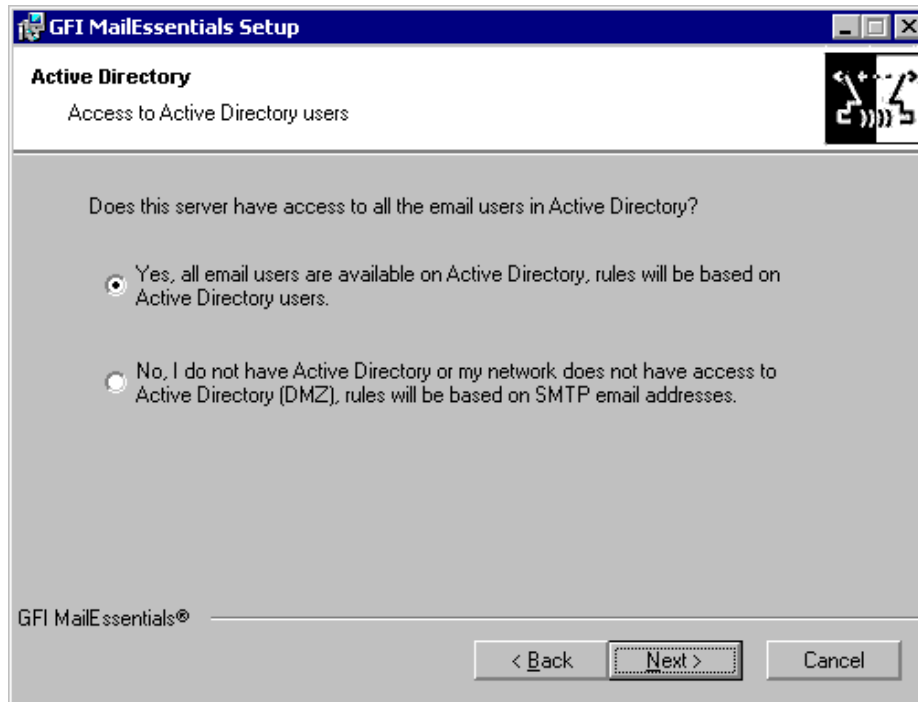 GFI MailEssentials Setup
Active Directory
Access to Active Directory users
Does this server have access to all the email users in Active Directory?
Yes, all email users are available on Active Directory, rules will be based on
Active Directory users.
No, I do not have Active Directory or my network does not have access to
Active Directory (DMZ), rules will be based on SMTP email addresses.
GFI MailEssentials®
< Back
Next >
Cancel